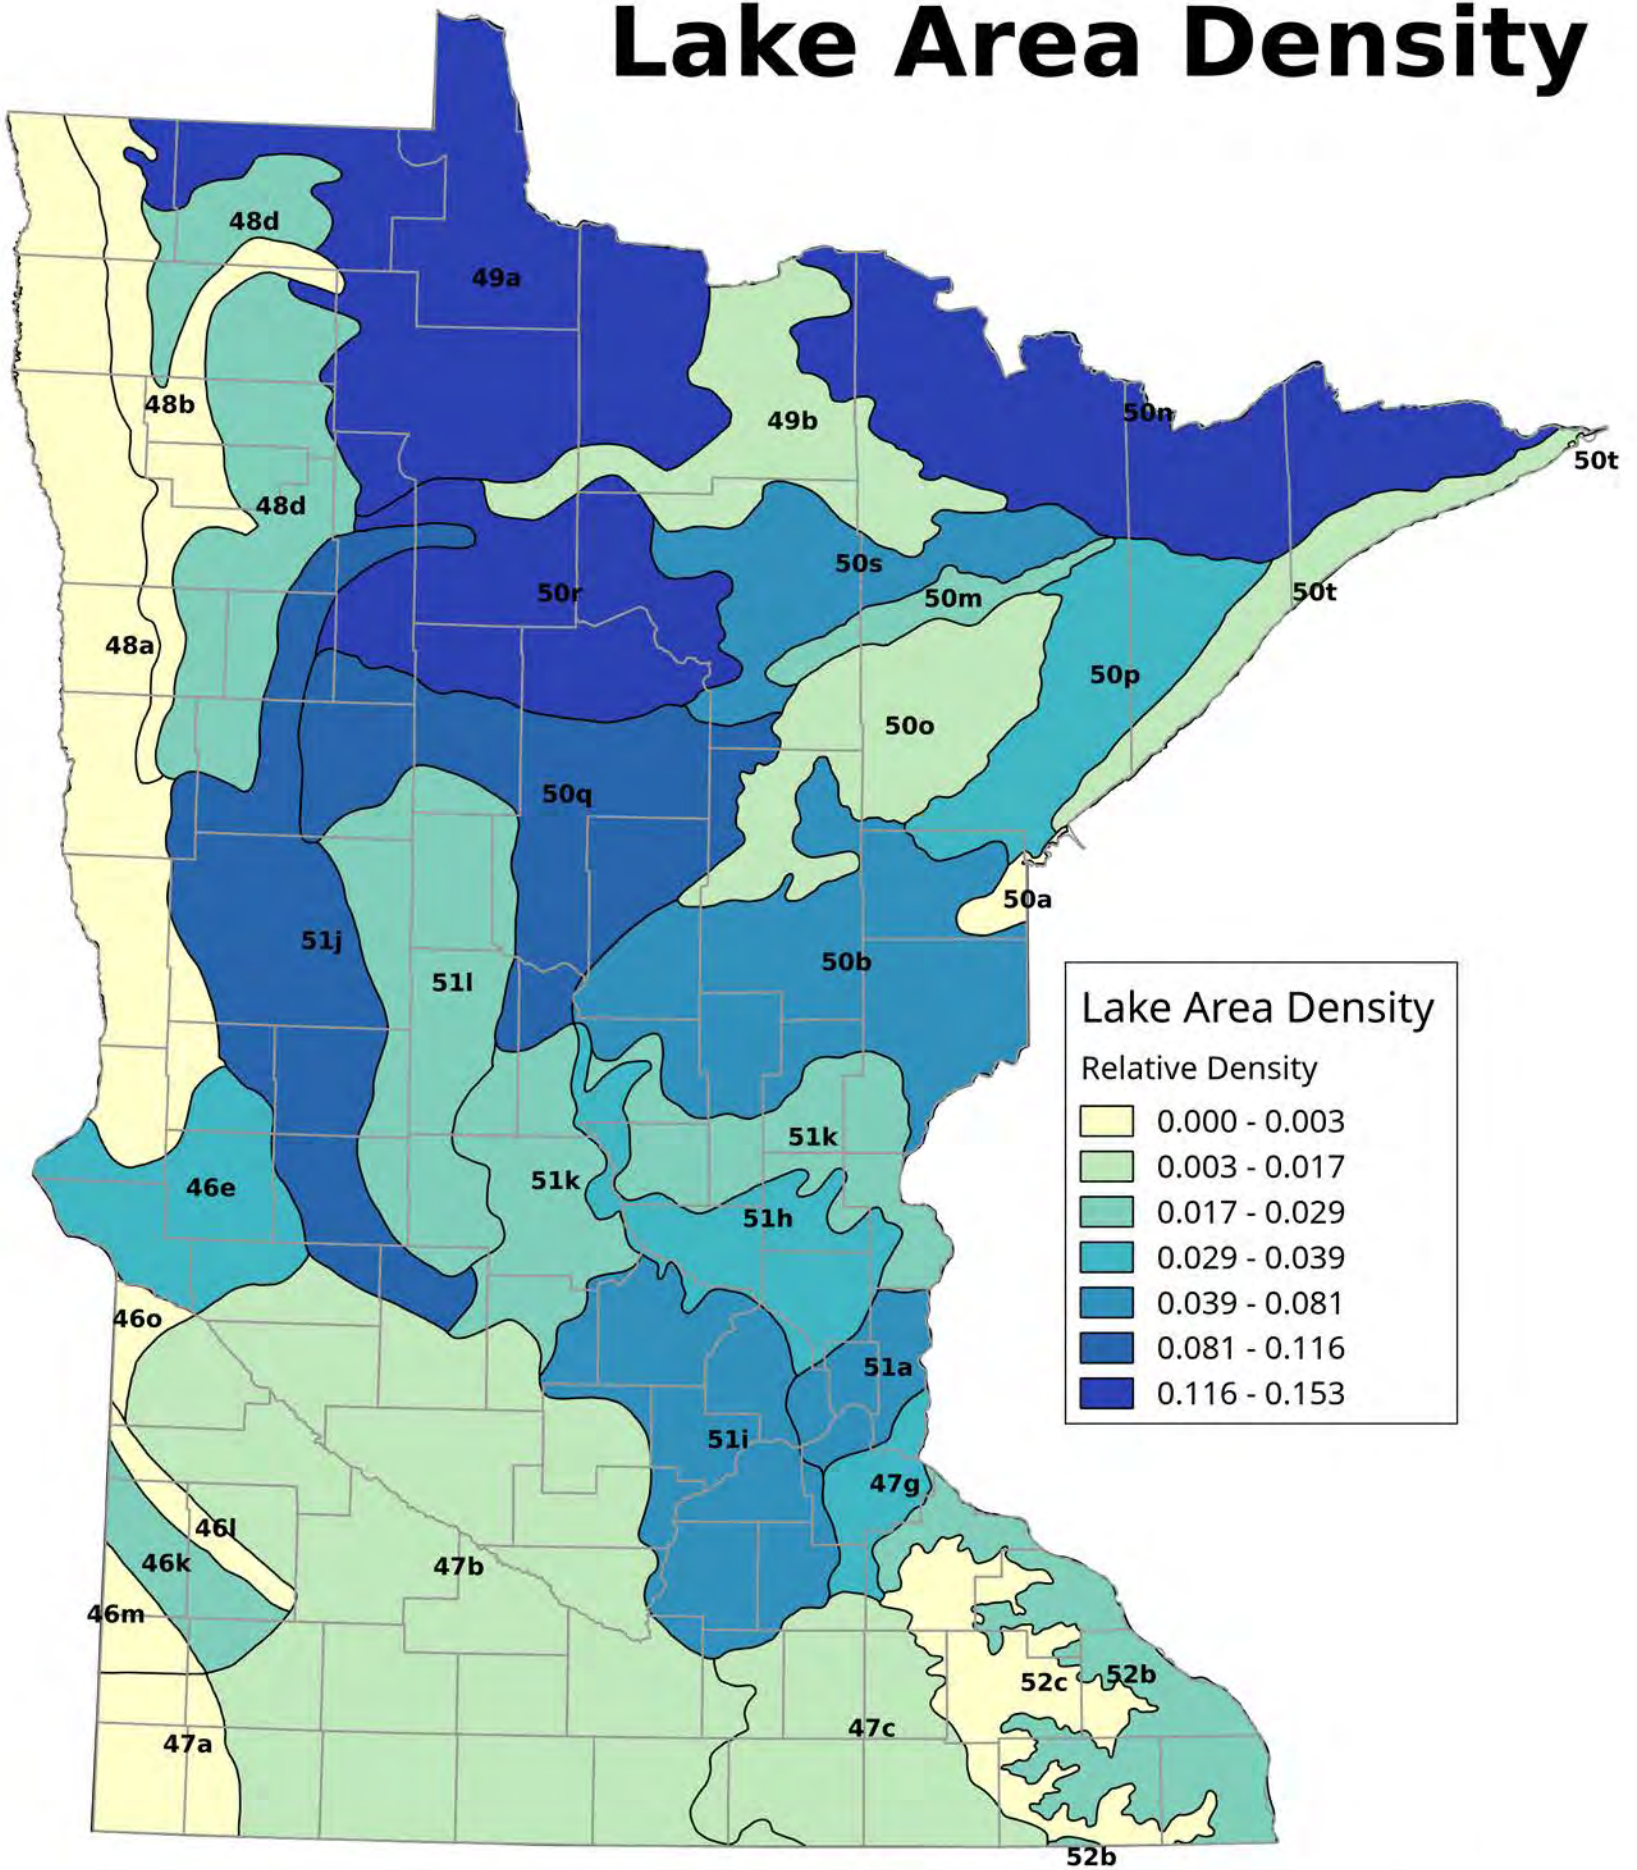 Lake Area Density
48d
49a
50n
48b
49b
50t
48d
50s
50r
50m
50t
48a
50p
50o
50q
50a
51j
50b
51l
Lake Area Density
Relative Density
0.000 - 0.003
0.003 - 0.017
0.017 - 0.029
0.029 - 0.039
0.039 - 0.081
0.081 - 0.116
0.116 - 0.153
51k
51k
46e
51h
46o
51a
51i
47g
46l
46k
47b
46m
52b
52c
47c
47a
52b